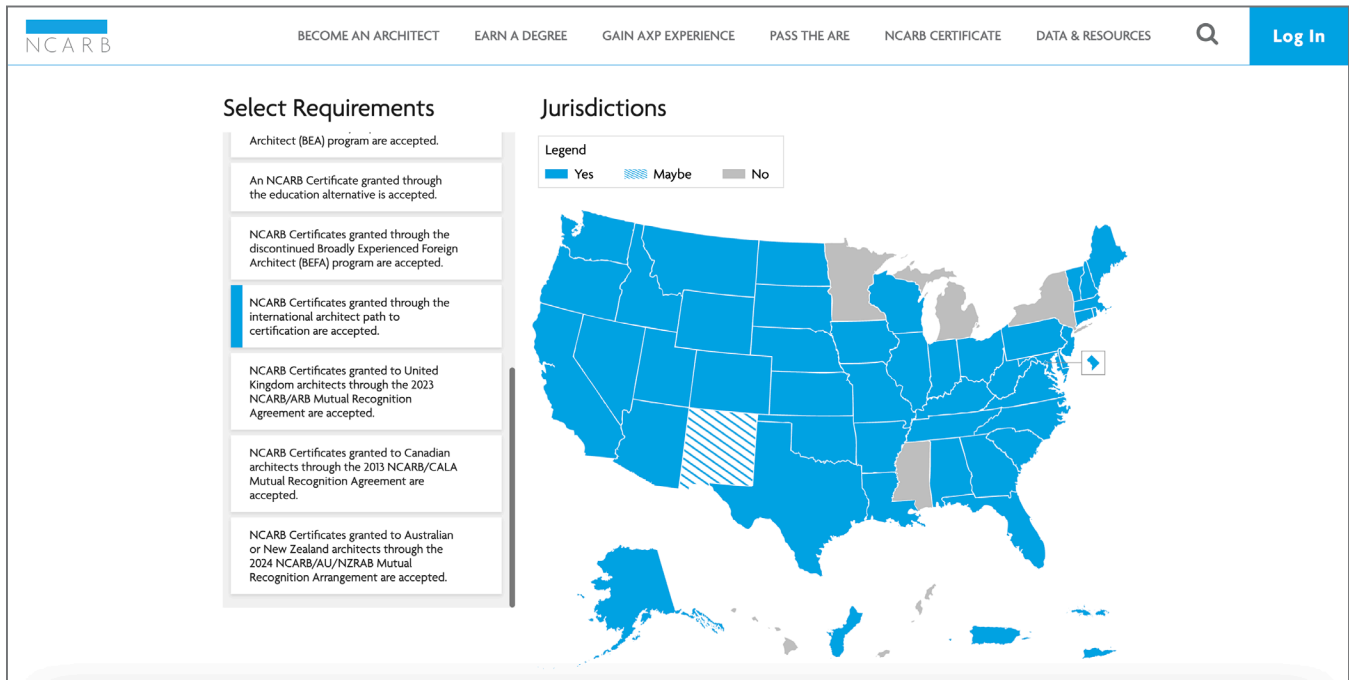 NCARB
BECOME AN ARCHITECT EARN A DEGREE GAIN AXP EXPERIENCE PASS THE ARE NCARB CERTIFICATE DATA & RESOURCES Log In
Select Requirements
Architect (BEA) program are accepted.
An NCARB Certificate granted through
the education alternative is accepted.
NCARB Certificates granted through the
discontinued Broadly Experienced Foreign
Architect (BEFA) program are accepted.
NCARB Certificates granted through the
international architect path to
certification are accepted.
NCARB Certificates granted to United
Kingdom architects through the 2023
NCARB/ARB Mutual Recognition
Agreement are accepted.
NCARB Certificates granted to Canadian
architects through the 2013 NCARB/CALA
Mutual Recognition Agreement are
accepted.
NCARB Certificates granted to Australian
or New Zealand architects through the
2024 NCARB/AU/NZRAB Mutual
Recognition Arrangement are accepted.
Jurisdictions
Legend
Yes Maybe No